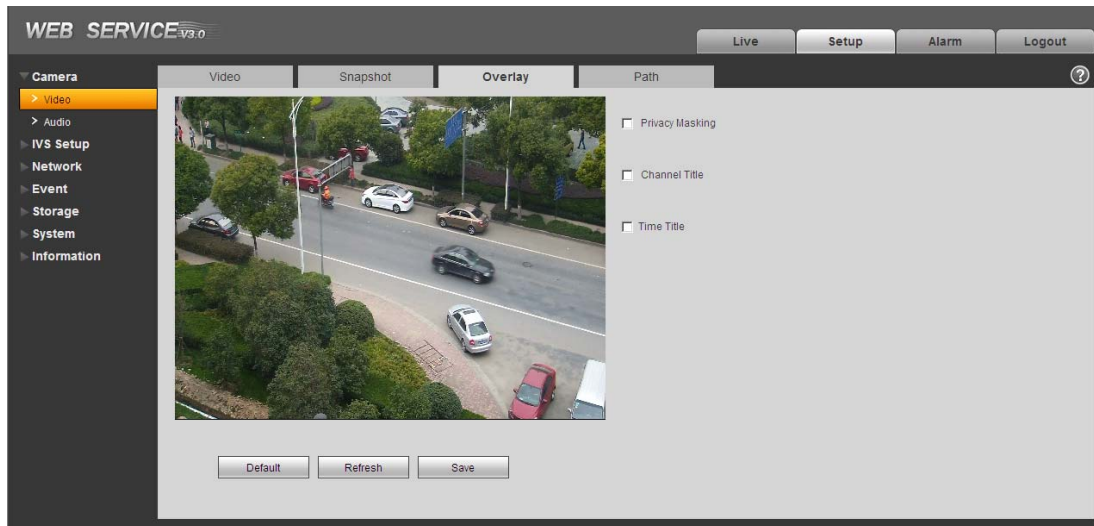 WEB SERVICE V3.0
Live Setup Alarm Logout
Camera
Video
Audio
IVS Setup
Network
Event
Storage
System
Information
Video Snapshot Overlay Path
?
Privacy Masking
Channel Title
Time Title
Default Refresh Save